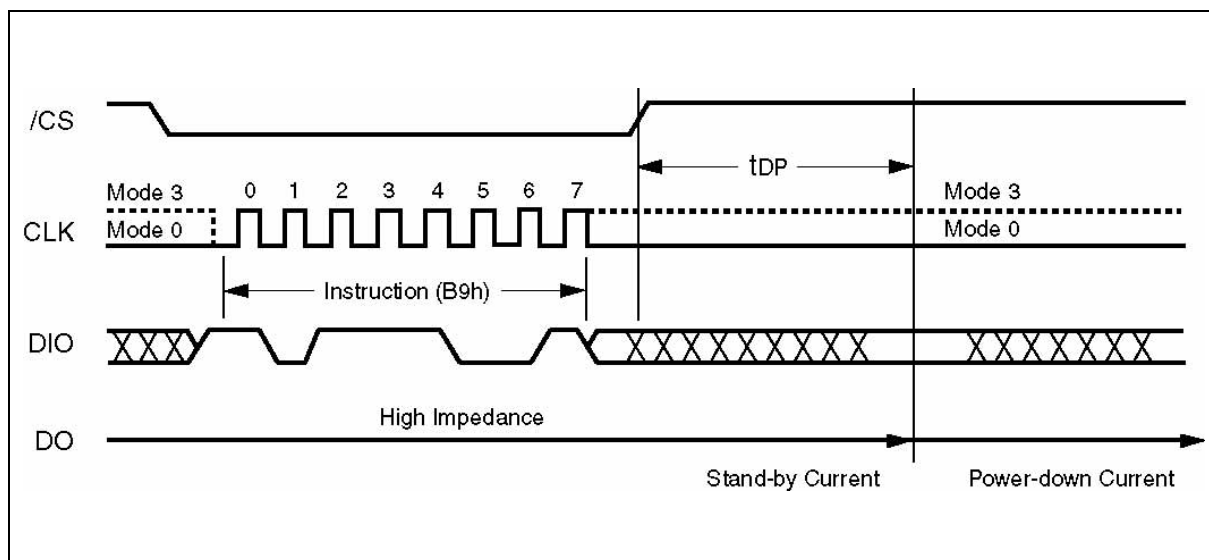 /CS
tDP
Mode 3 0 1 2 3 4 5 6 7 Mode 3
CLK Mode 0 Mode 0
Instruction (B9h)
DIO
High Impedance
DO
Stand-by Current Power-down Current